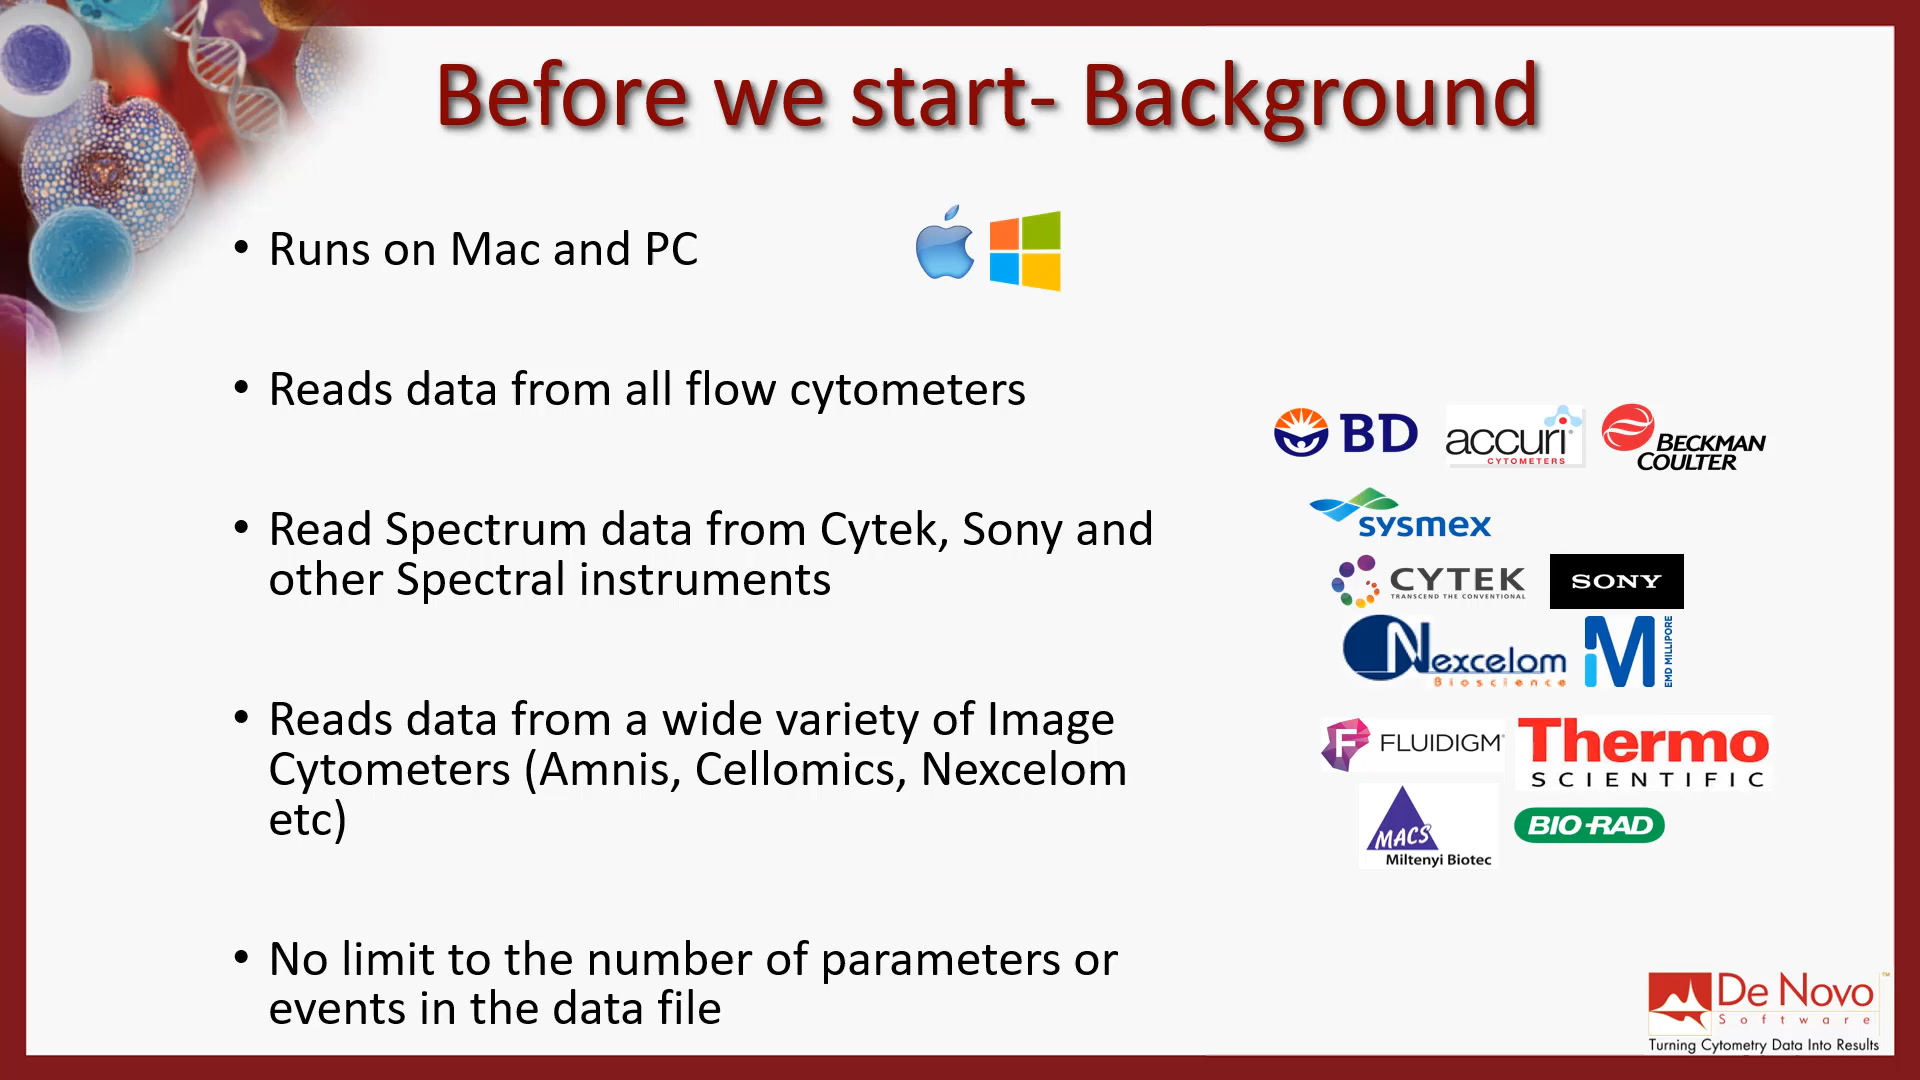 Before we start- Background
• Runs on Mac and PC
• Reads data from all flow cytometers
• Read Spectrum data from Cytek, Sony and
other Spectral instruments
• Reads data from a wide variety of Image
Cytometers (Amnis, Cellomics, Nexcelom
etc)
• No limit to the number of parameters or
events in the data file
BD
accuri®
CYTOMETERS
BECKMAN
COULTER
sysmex
CYTEK
TRANSCEND THE CONVENTIONAL
SONY
Nexcelom
Bioscience
M
EMD MILLIPORE
F FLUIDIGM®
Thermo
SCIENTIFIC
MACS
Miltenyi Biotec
BIO-RAD
De Novo™
Software
Turning Cytometry Data Into Results